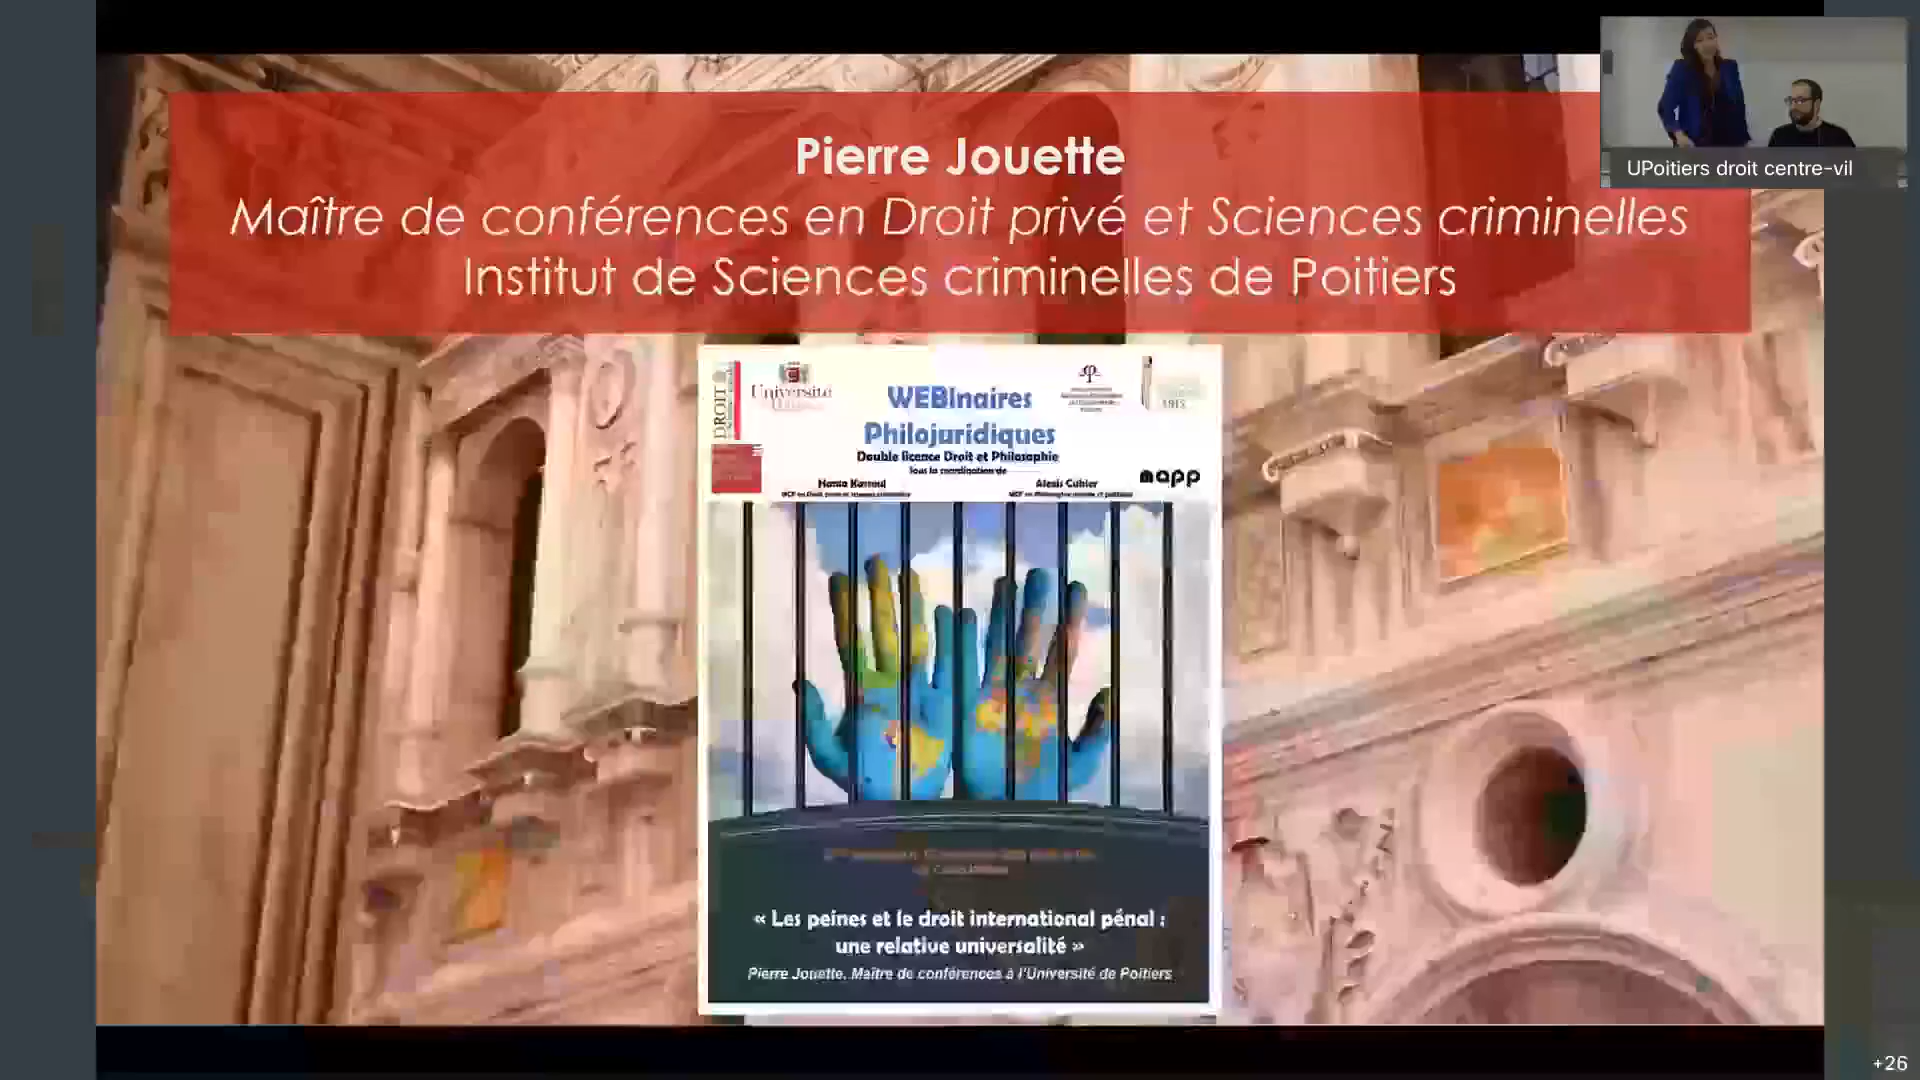 Pierre Jouette
Maître de conférences en Droit privé et Sciences criminelles
Institut de Sciences criminelles de Poitiers
UPoitiers droit centre-vil
DROIT
Université
WEBInaires
Philojuridiques
Double licence Droit et Philosophie
Sous la coordination de
Alexis Cukier
mapp
« Les peines et le droit international pénal :
une relative universalité »
Pierre Jouette, Maître de conférences à l'Université de Poitiers
+26